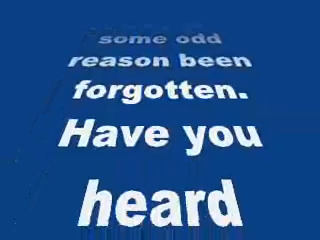 some odd
reason been
forgotten.
Have you
heard